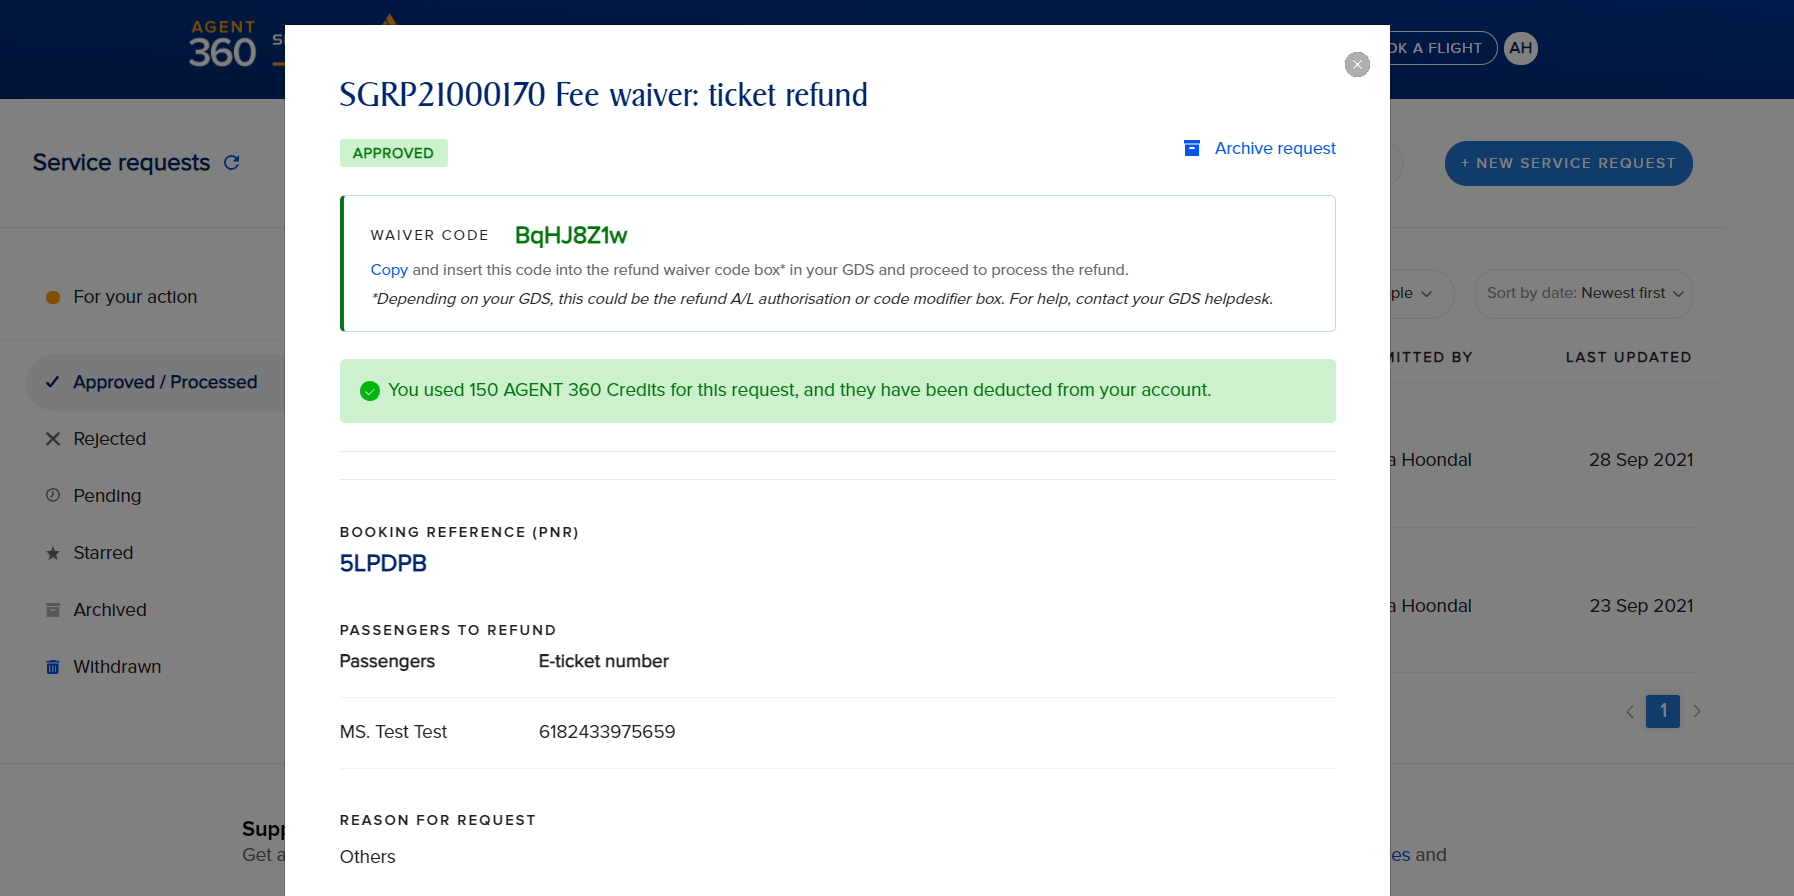 AGENT
360
OK A FLIGHT
AH
SGRP21000170 Fee waiver: ticket refund
APPROVED
Archive request
Service requests
+ NEW SERVICE REQUEST
WAIVER CODE BqHJ8Z1w
Copy and insert this code into the refund waiver code box* in your GDS and proceed to process the refund.
*Depending on your GDS, this could be the refund A/L authorisation or code modifier box. For help, contact your GDS helpdesk.
For your action
Sort by date: Newest first
LAST UPDATED
Approved / Processed
You used 150 AGENT 360 Credits for this request, and they have been deducted from your account.
Rejected
Hoondal
28 Sep 2021
Pending
BOOKING REFERENCE (PNR)
5LPDPB
Starred
Archived
Hoondal
23 Sep 2021
PASSENGERS TO REFUND
Passengers E-ticket number
Withdrawn
1
MS. Test Test 6182433975659
REASON FOR REQUEST
Others
Get
and